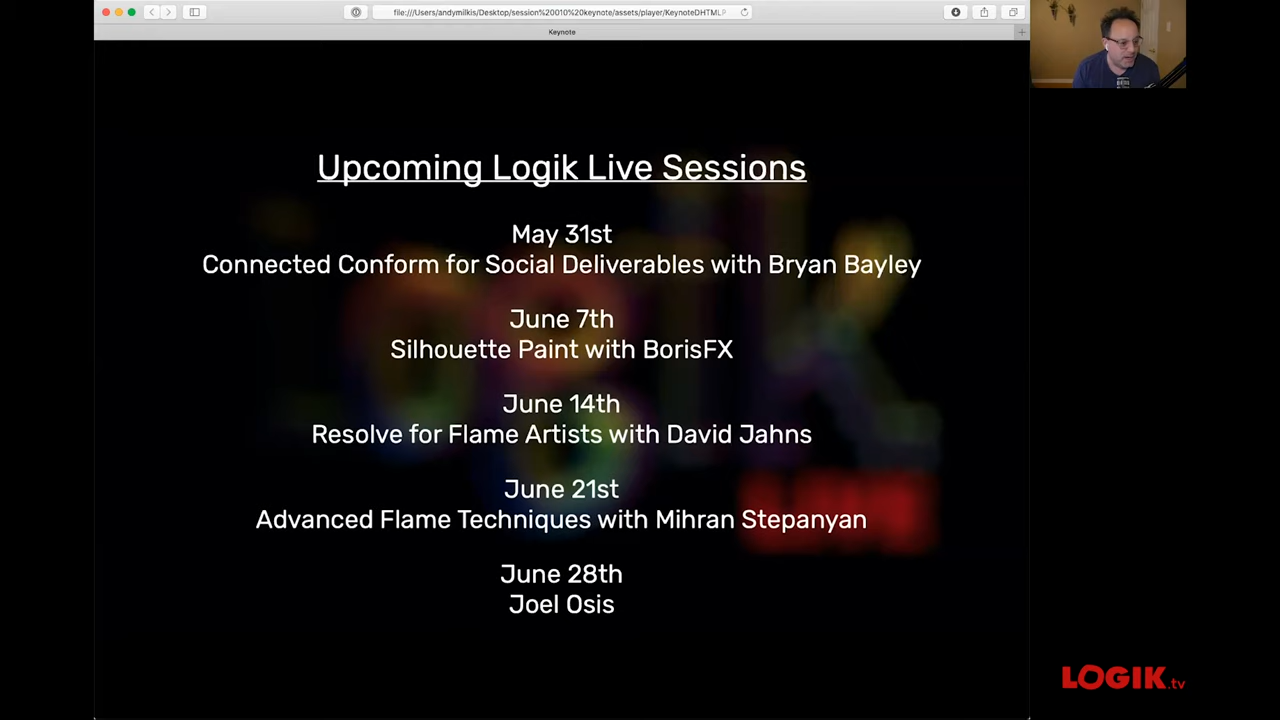 file:///Users/andymilkis/Desktop/session%20010%20keynote/assets/player/KeynoteDHTMLP
Keynote
Upcoming Logik Live Sessions
May 31st
Connected Conform for Social Deliverables with Bryan Bayley
June 7th
Silhouette Paint with BorisFX
June 14th
Resolve for Flame Artists with David Jahns
June 21st
Advanced Flame Techniques with Mihran Stepanyan
June 28th
Joel Osis
LOGIK.tv